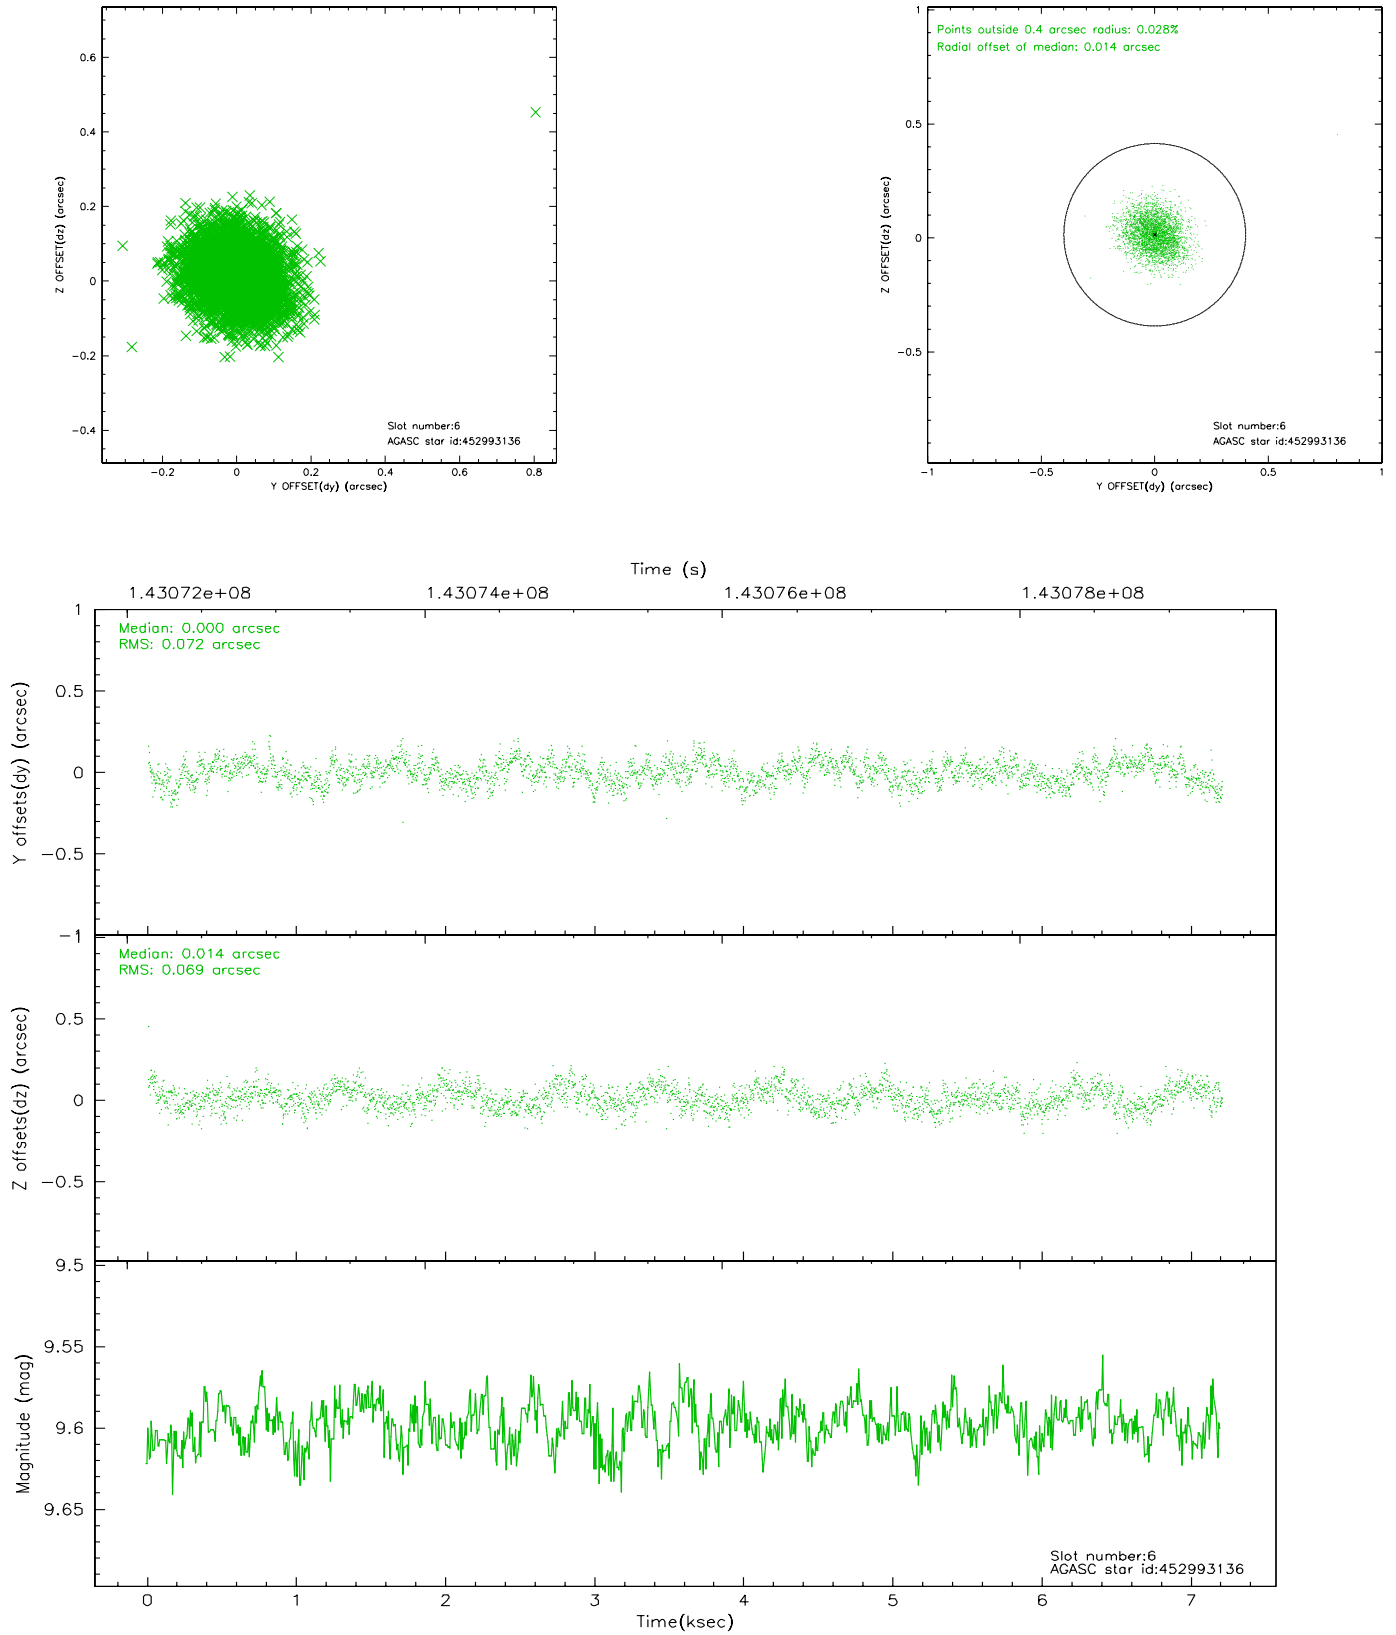 0.6
0.4
0.2
0
−0.2
−0.4
Z OFFSET(dz) (arcsec)
Slot number:6
AGASC star id:452993136
−0.2 0 0.2 0.4 0.6 0.8
Y OFFSET(dy) (arcsec)
Points outside 0.4 arcsec radius: 0.028%
Radial offset of median: 0.014 arcsec
1
0.5
0
−0.5
Z OFFSET(dz) (arcsec)
Slot number:6
AGASC star id:452993136
−1 −0.5 0 0.5 1
Y OFFSET(dy) (arcsec)
Time (s)
1.43072e+08 1.43074e+08 1.43076e+08 1.43078e+08
Median: 0.000 arcsec
RMS: 0.072 arcsec
1
0.5
0
−0.5
−1
Y offsets(dy) (arcsec)
Median: 0.014 arcsec
RMS: 0.069 arcsec
0.5
0
−0.5
Z offsets(dz) (arcsec)
9.5
9.55
9.6
9.65
Magnitude (mag)
Slot number:6
AGASC star id:452993136
0 1 2 3 4 5 6 7
Time(ksec)